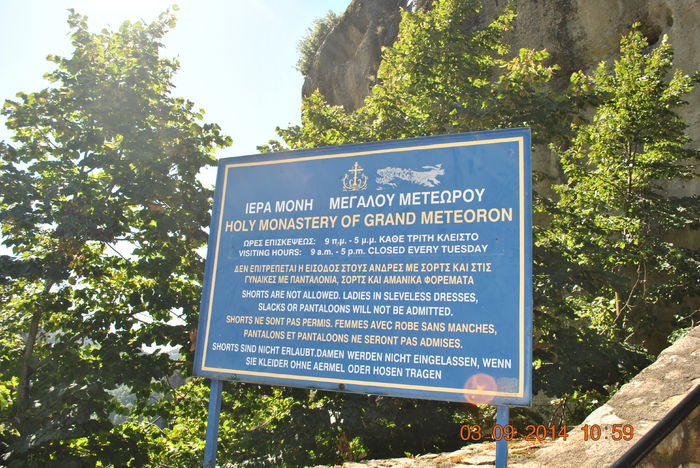 ΙΕΡΑ ΜΟΝΗ ΜΕΓΑΛΟΥ ΜΕΤΕΩΡΟΥ
HOLY MONASTERY OF GRAND METEORON
ΩΡΕΣ ΕΠΙΣΚΕΨΕΩΣ: 9 π.μ. - 5 μ.μ. ΚΑΘΕ ΤΡΙΤΗ ΚΛΕΙΣΤΟ
VISITING HOURS: 9 a.m. - 5 p.m. CLOSED EVERY TUESDAY
ΔΕΝ ΕΠΙΤΡΕΠΕΤΑΙ Η ΕΙΣΟΔΟΣ ΣΤΟΥΣ ΑΝΔΡΕΣ ΜΕ ΣΟΡΤΣ ΚΑΙ ΣΤΙΣ
ΓΥΝΑΙΚΕΣ ΜΕ ΠΑΝΤΑΛΟΝΙΑ, ΣΟΡΤΣ ΚΑΙ ΑΜΑΝΙΚΑ ΦΟΡΕΜΑΤΑ
SHORTS ARE NOT ALLOWED. LADIES IN SLEVELESS DRESSES,
SLACKS OR PANTALOONS WILL NOT BE ADMITTED.
SHORTS NE SONT PAS PERMIS. FEMMES AVEC ROBE SANS MANCHES,
PANTALONS ET PANTALOONS NE SERONT PAS ADMISES.
SHORTS SIND NICHT ERLAUBT.DAMEN WERDEN NICHT EINGELASSEN, WENN
SIE KLEIDER OHNE AERMEL ODER HOSEN TRAGEN
03-09-2014 10:59